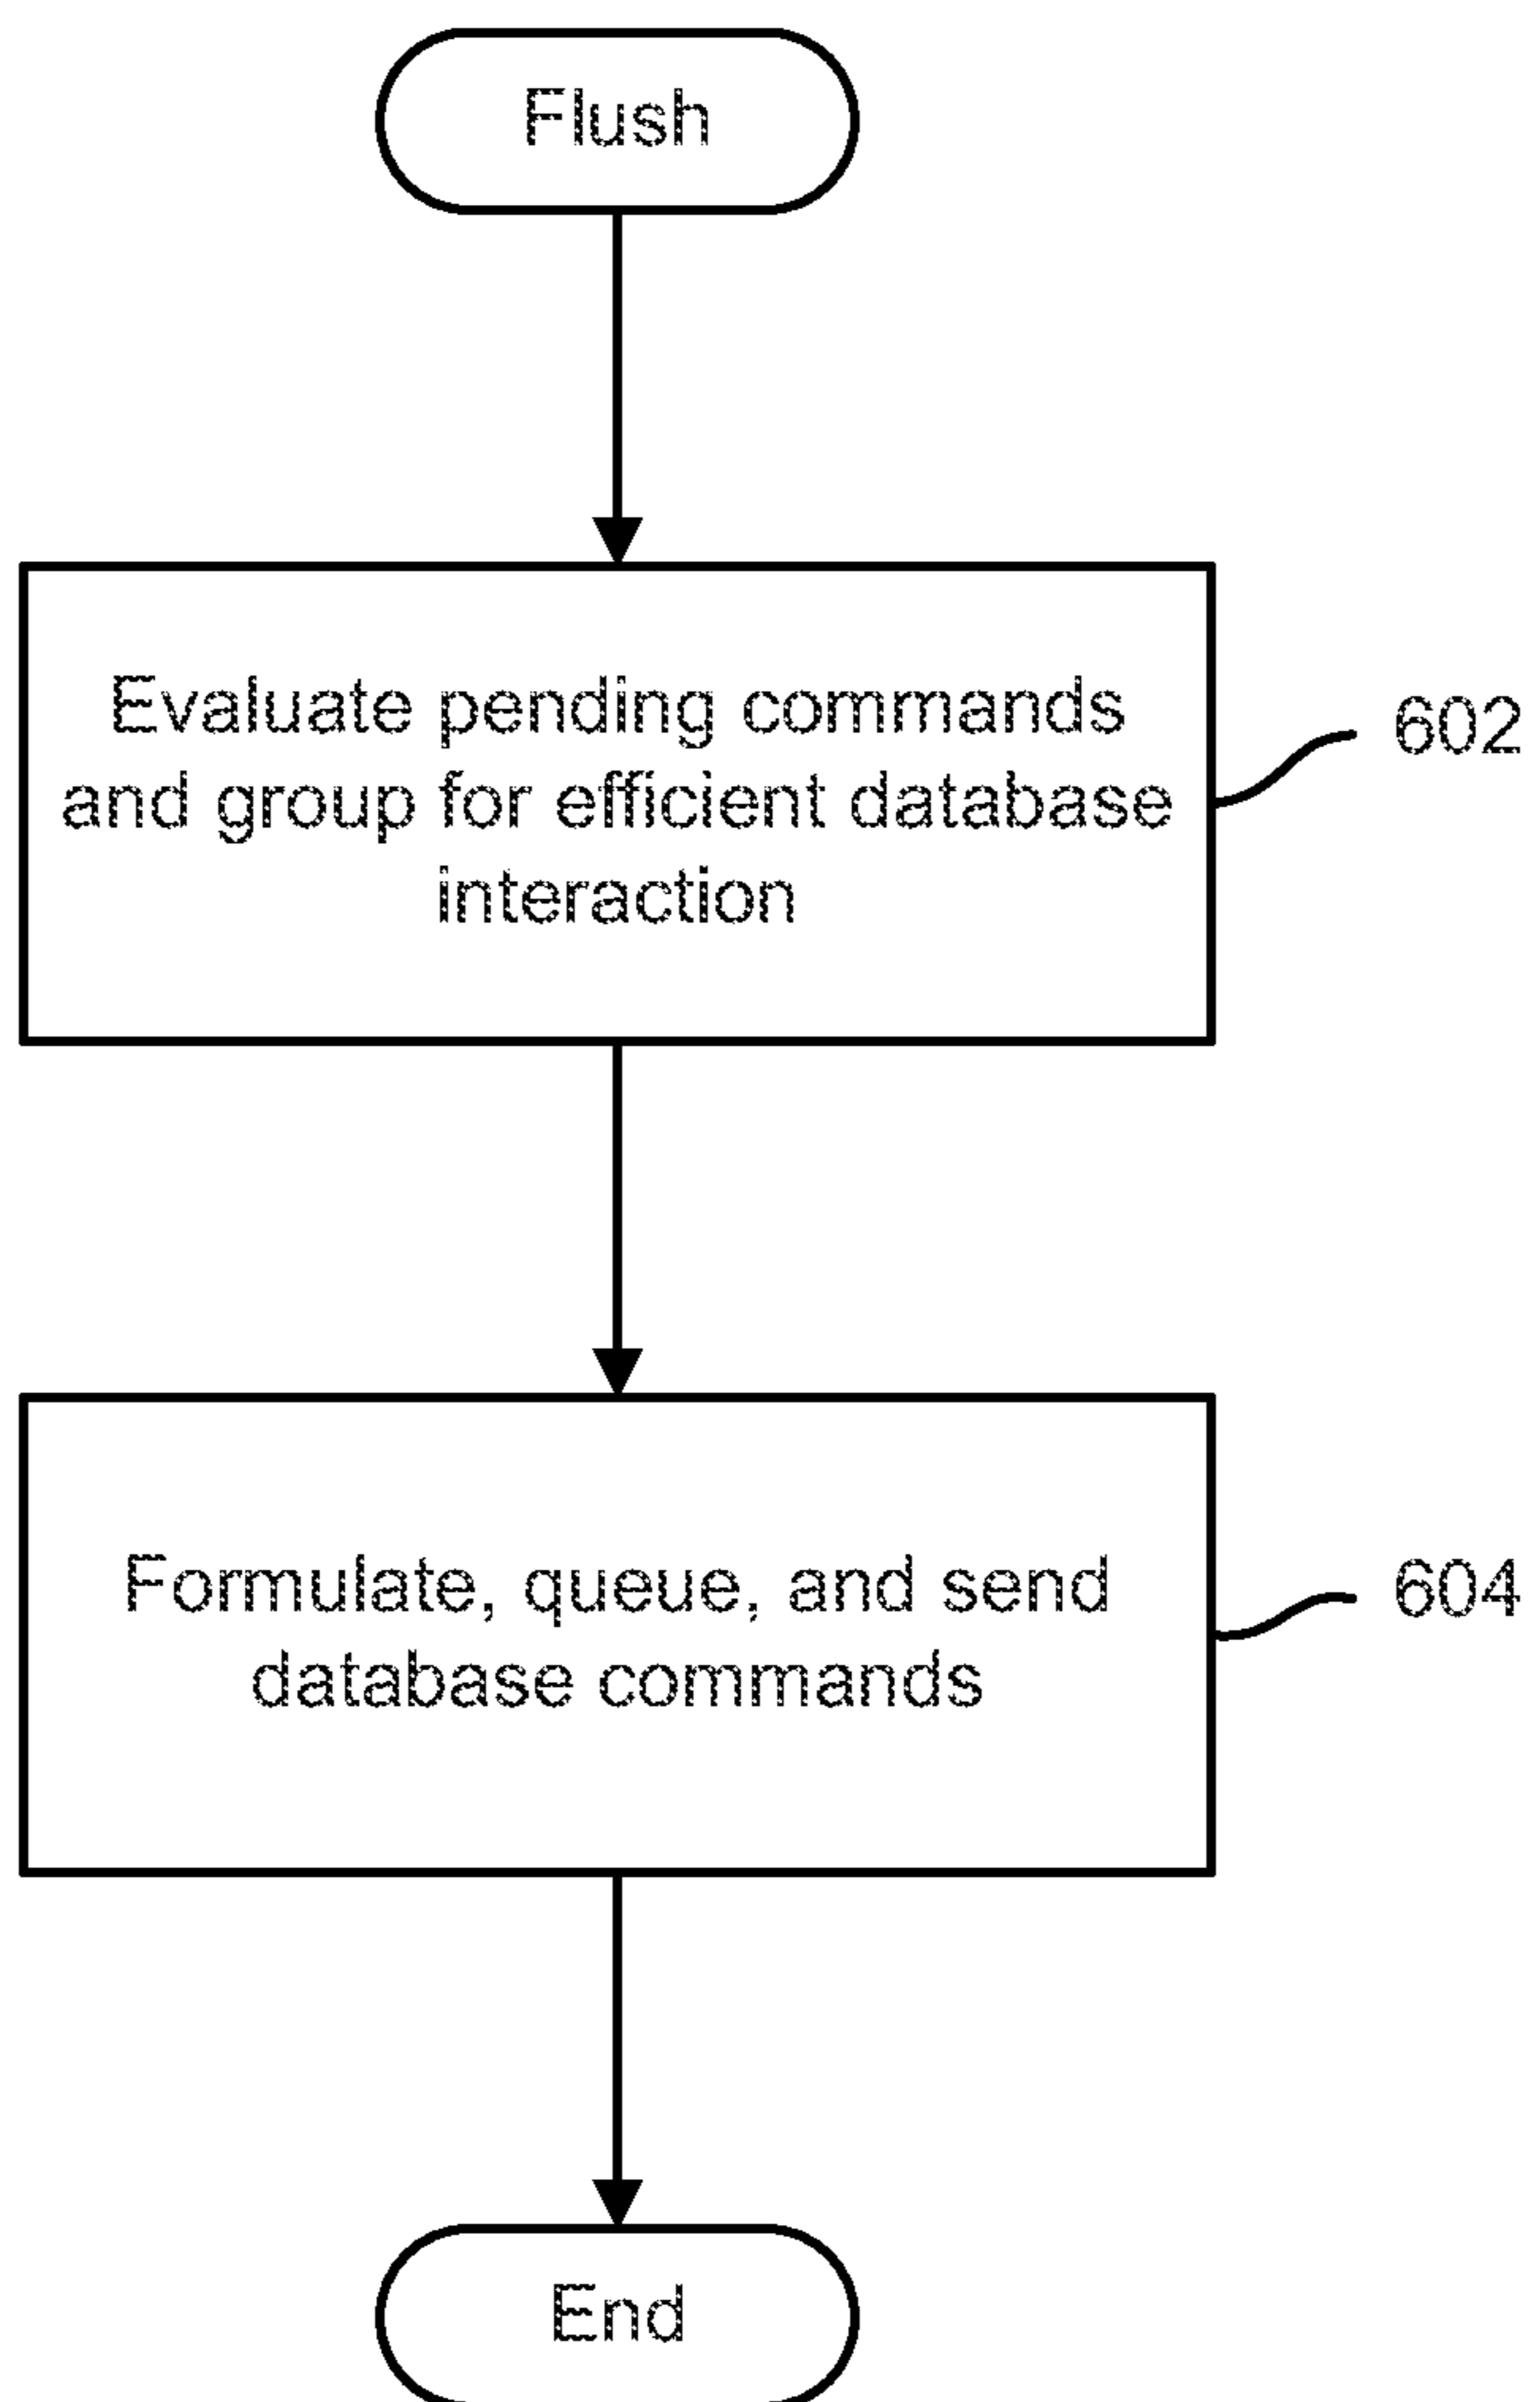 Flush
Evaluate pending commands
and group for efficient database
interaction
602
Formulate, queue, and send
database commands
604
End